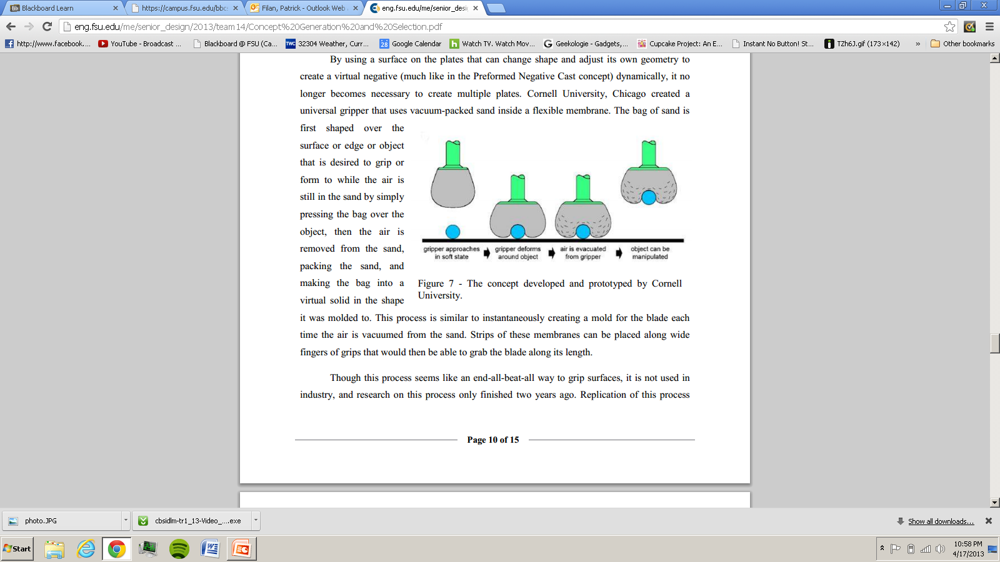 Blackboard Learn
https://campus.fsu.edu/bbcs
Filan, Patrick - Outlook Web
eng.fsu.edu/me/senior_desi
eng.fsu.edu/me/senior_design/2013/team14/Concept%20Generation%20and%20Selection.pdf
http://www.facebook....
YouTube - Broadcast ...
Blackboard @ FSU (Ca...
TWC 32304 Weather, Curr...
28 Google Calendar
h Watch TV. Watch Mov...
G Geekologie - Gadgets,...
Cupcake Project: An E...
Instant No Button! St...
TZh6J.gif (173×142)
»
Other bookmarks
By using a surface on the plates that can change shape and adjust its own geometry to
create a virtual negative (much like in the Preformed Negative Cast concept) dynamically, it no
longer becomes necessary to create multiple plates. Cornell University, Chicago created a
universal gripper that uses vacuum-packed sand inside a flexible membrane. The bag of sand is
first shaped over the
surface or edge or object
that is desired to grip or
form to while the air is
still in the sand by simply
pressing the bag over the
object, then the air is
removed from the sand,
packing the sand, and
making the bag into a
virtual solid in the shape
gripper approaches
in soft state
gripper deforms
around object
air is evacuated
from gripper
object can be
manipulated
Figure 7 - The concept developed and prototyped by Cornell
University.
it was molded to. This process is similar to instantaneously creating a mold for the blade each
time the air is vacuumed from the sand. Strips of these membranes can be placed along wide
fingers of grips that would then be able to grab the blade along its length.
Though this process seems like an end-all-beat-all way to grip surfaces, it is not used in
industry, and research on this process only finished two years ago. Replication of this process
Page 10 of 15
photo.JPG
cbsidlm-tr1_13-Video_....exe
Show all downloads...
Start
10:58 PM
4/17/2013